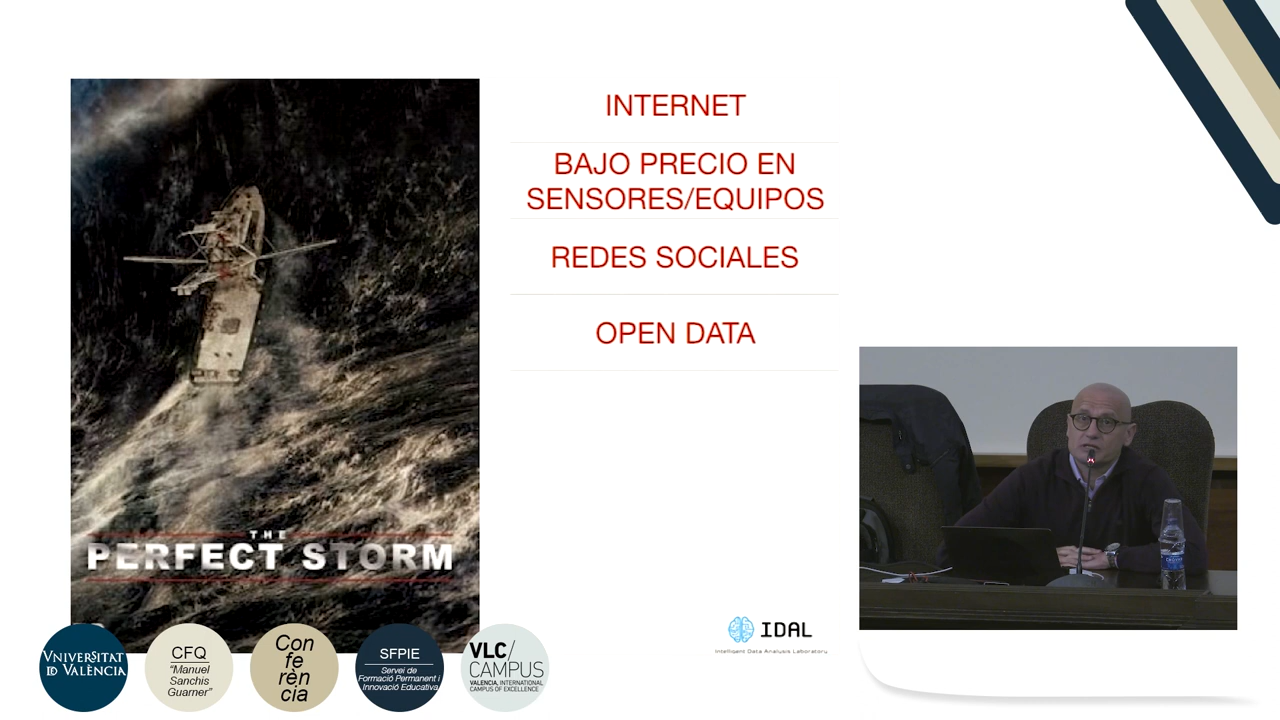 INTERNET
BAJO PRECIO EN
SENSORES/EQUIPOS
REDES SOCIALES
OPEN DATA
THE
PERFECT STORM
IDAL
Intelligent Data Analysis Laboratory
VNIVERSITAT
ID VALÈNCIA
CFQ
"Manuel
Sanchis
Guarner"
Con
fe
rèn
cia
SFPIE
Servei de
Formació Permanent i
Innovació Educativa
VLC/
CAMPUS
VALENCIA, INTERNATIONAL
CAMPUS OF EXCELLENCE